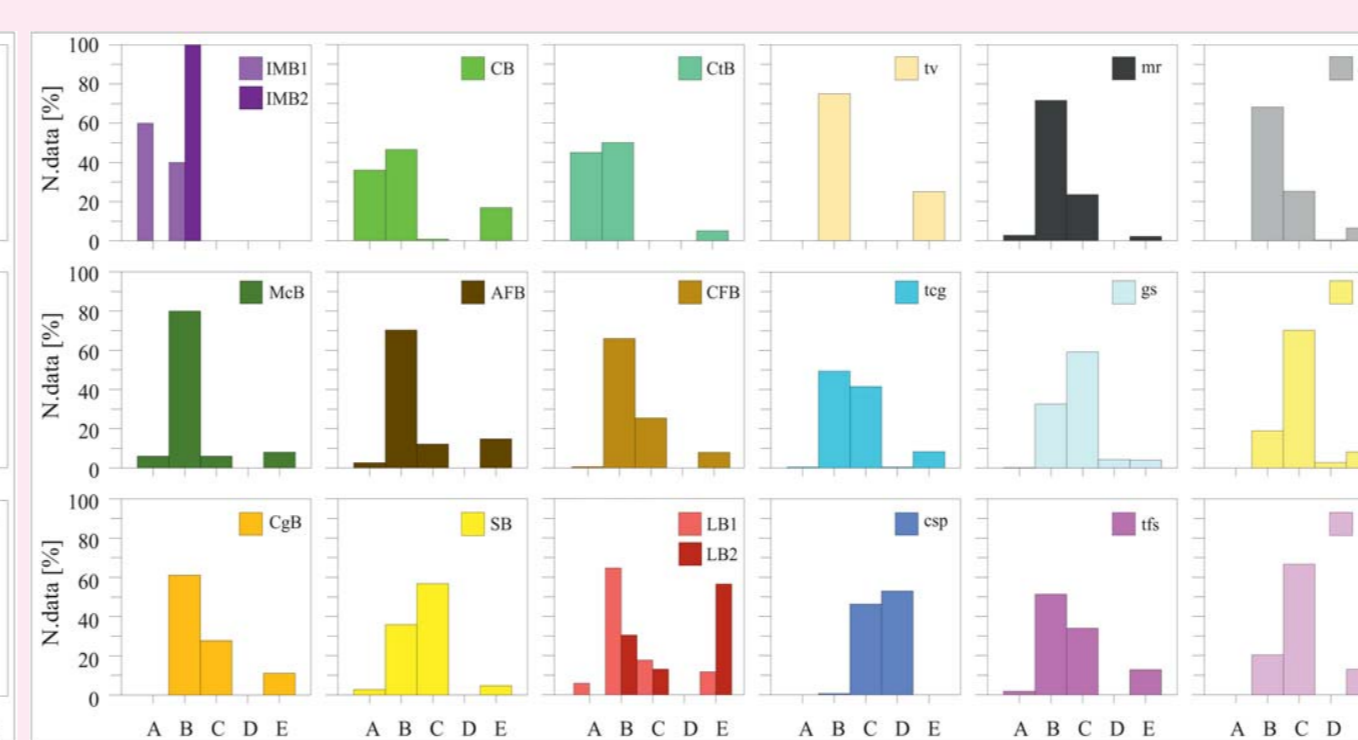 100
80
60
40
20
0
N.data [%]
IMB1
IMB2
CB
CtB
tv
mr
100
80
60
40
20
0
N.data [%]
McB
AFB
CFB
tcg
gs
100
80
60
40
20
0
N.data [%]
CgB
SB
LB1
LB2
csp
tfs
A B C D E
A B C D E
A B C D E
A B C D E
A B C D E
A B C D